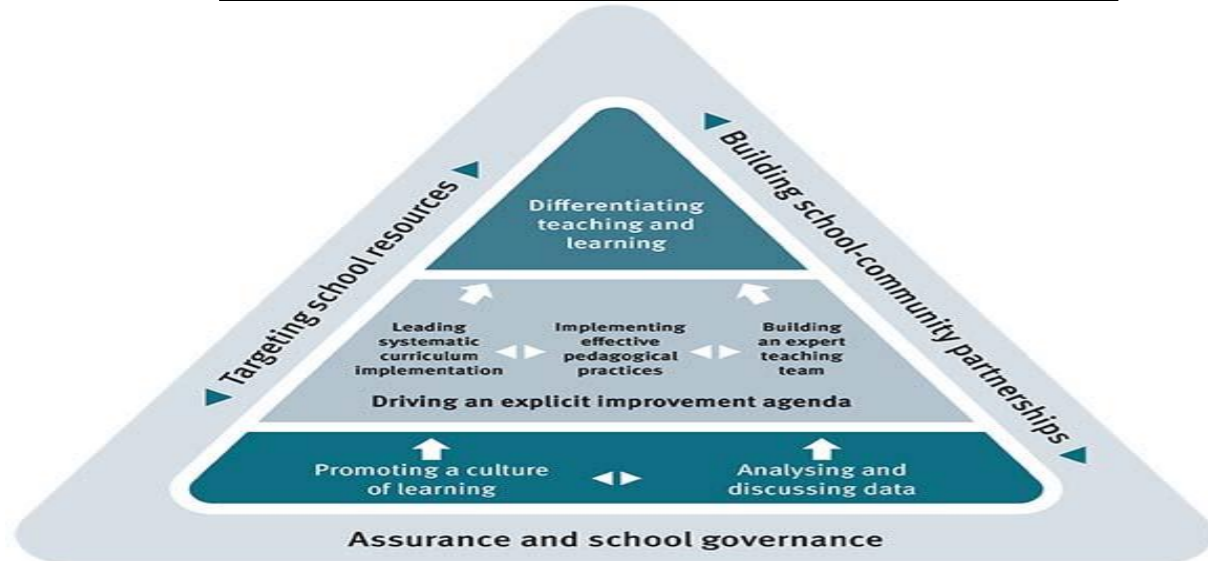 Targeting school resources
Building school-community partnerships
Differentiating
teaching and
learning
Leading
systematic
curriculum
implementation
Implementing
effective
pedagogical
practices
Building
an expert
teaching
team
Driving an explicit improvement agenda
Promoting a culture
of learning
Analysing and
discussing data
Assurance and school governance